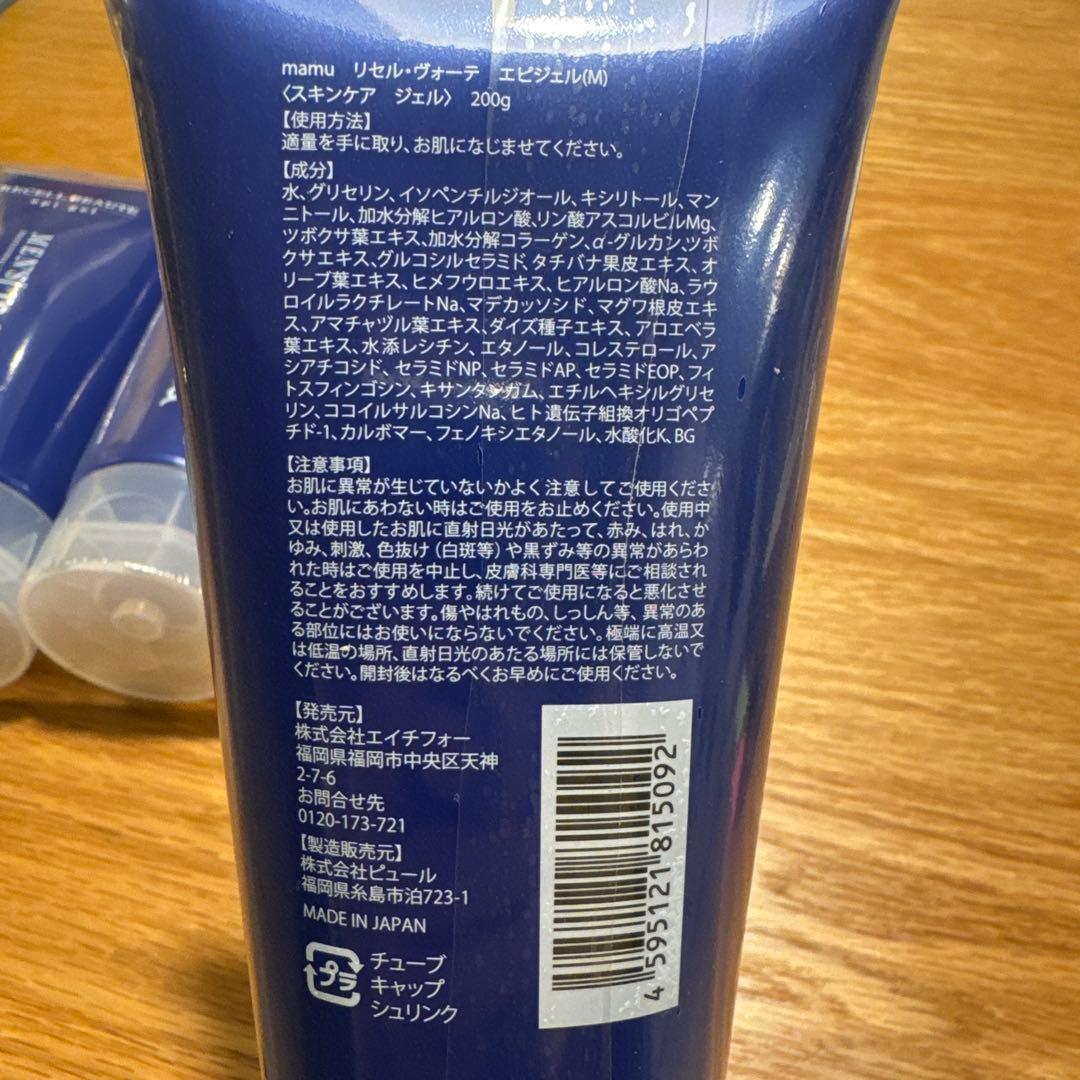 mamu リセル・ヴォーテ エピジェル(M)
〈スキンケア ジェル〉 200g
【使用方法】
適量を手に取り、お肌になじませてください。
【成分】
水、グリセリン、イソペンチルジオール、キシリトール、マン
ニトール、加水分解ヒアルロン酸、リン酸アスコルビルMg、
ツボクサ葉エキス、加水分解コラーゲン、α-グルカン、ツボ
クサエキス、グルコシルセラミド、タチバナ果皮エキス、オ
リーブ葉エキス、ヒメフウロエキス、ヒアルロン酸Na、ラウ
ロイルラクチレートNa、マデカッソシド、マグワ根皮エキ
ス、アマチャヅル葉エキス、ダイズ種子エキス、アロエベラ
葉エキス、水添レシチン、エタノール、コレステロール、ア
シアチコシド、セラミドNP、セラミドAP、セラミドEOP、フィ
トスフィンゴシン、キサンタンガム、エチルヘキシルグリセ
リン、ココイルサルコシンNa、ヒト遺伝子組換オリゴペプ
チド-1、カルボマー、フェノキシエタノール、水酸化K、BG
【注意事項】
お肌に異常が生じていないかよく注意してご使用くださ
い。お肌にあわない時はご使用をお止めください。使用中
又は使用したお肌に直射日光があたって、赤み、はれ、か
ゆみ、刺激、色抜け（白斑等）や黒ずみ等の異常があらわ
れた時はご使用を中止し、皮膚科専門医等にご相談され
ることをおすすめします。続けてご使用になると悪化させ
ることがございます。傷やはれもの、しっしん等、異常のあ
る部位にはお使いにならないでください。極端に高温又
は低温の場所、直射日光のあたる場所には保管しないで
ください。開封後はなるべくお早めにご使用ください。
【発売元】
株式会社エイチフォー
福岡県福岡市中央区天神
2-7-6
お問合せ先
0120-173-721
【製造販売元】
株式会社ピュール
福岡県糸島市泊723-1
MADE IN JAPAN
プラ
チューブ
キャップ
シュリンク
4 595121 815092